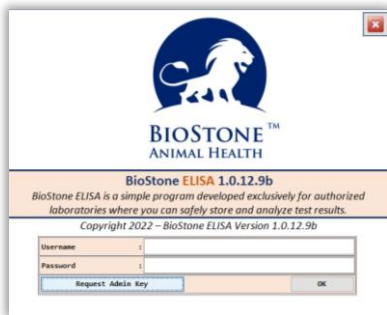 BIOSTONE ™
ANIMAL HEALTH
BioStone ELISA 1.0.12.9b
BioStone ELISA is a simple program developed exclusively for authorized
laboratories where you can safely store and analyze test results.
Copyright 2022 – BioStone ELISA Version 1.0.12.9b
Username :
Password :
Request Admin Key OK